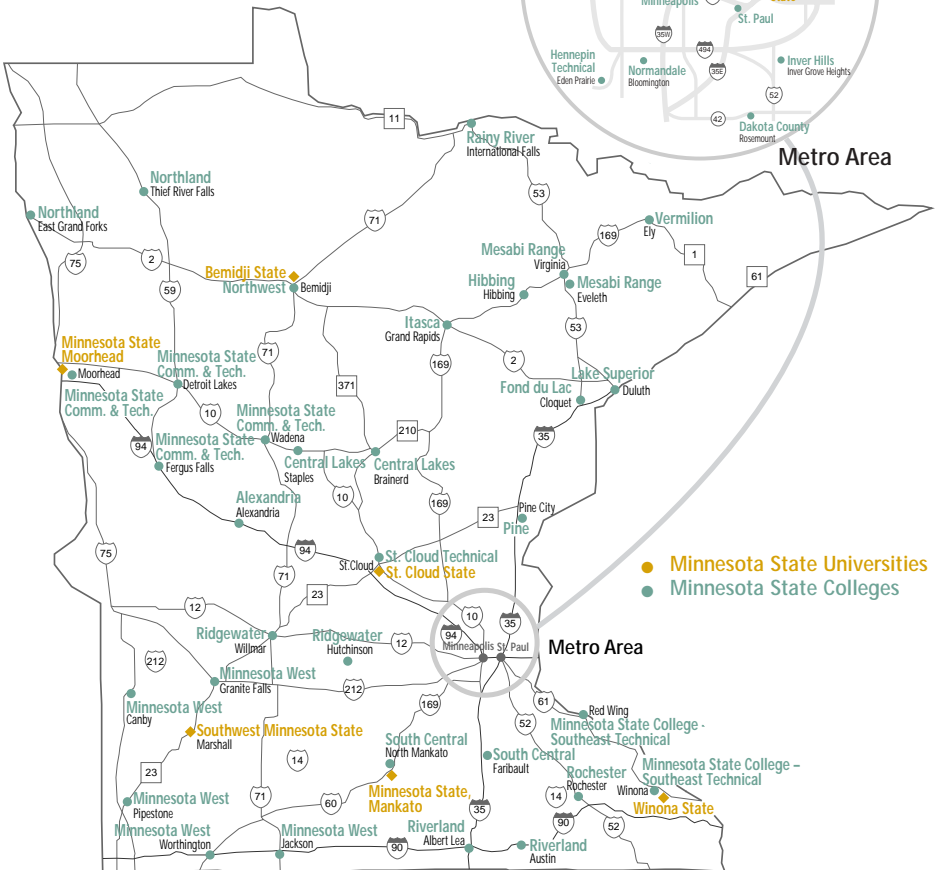 Minneapolis
St. Paul
35W
494
Hennepin
Technical
Eden Prairie
Normandale
Bloomington
35E
Inver Hills
Inver Grove Heights
52
42
Dakota County
Rosemount
Metro Area
11
Rainy River
International Falls
Northland
Thief River Falls
53
Northland
East Grand Forks
71
Vermilion
Ely
169
1
75
2
Mesabi Range
Virginia
61
Bemidji State
Northwest
Bemidji
59
Hibbing
Hibbing
Mesabi Range
Eveleth
Itasca
Grand Rapids
53
Minnesota State
Moorhead
Moorhead
Minnesota State
Comm. & Tech.
Detroit Lakes
71
169
2
Lake Superior
Duluth
371
Fond du Lac
Cloquet
Minnesota State
Comm. & Tech.
10
Minnesota State
Comm. & Tech.
Wadena
210
35
94
Minnesota State
Comm. & Tech.
Fergus Falls
Central Lakes
Staples
Central Lakes
Brainerd
10
169
Alexandria
Alexandria
23
Pine City
Pine
75
94
St. Cloud
St. Cloud Technical
St. Cloud State
Minnesota State Universities
Minnesota State Colleges
71
23
12
10
35
94
Ridgewater
Willmar
Ridgewater
Hutchinson
12
Minneapolis
St. Paul
Metro Area
212
Minnesota West
Granite Falls
212
Minnesota West
Canby
169
61
Red Wing
Minnesota State College -
Southeast Technical
52
Southwest Minnesota State
Marshall
14
South Central
North Mankato
South Central
Faribault
Minnesota State College –
Southeast Technical
Winona
Winona State
23
Rochester
Rochester
Minnesota State,
Mankato
14
Minnesota West
Pipestone
71
60
35
90
52
Minnesota West
Worthington
Minnesota West
Jackson
90
Riverland
Albert Lea
Riverland
Austin